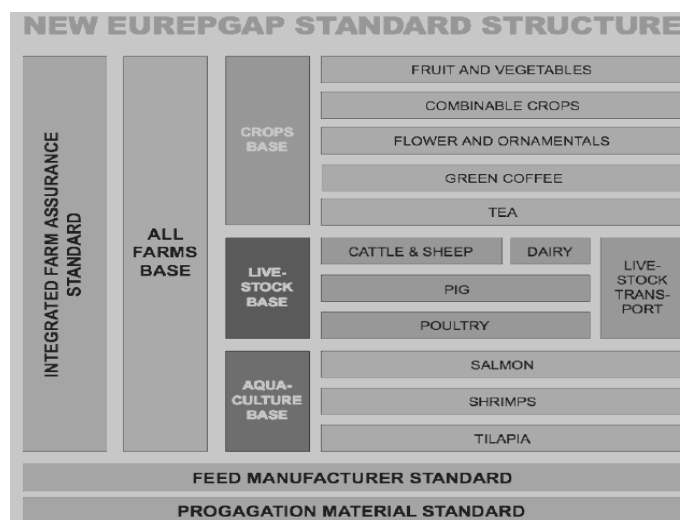 NEW EUREPGAP STANDARD STRUCTURE
INTEGRATED FARM ASSURANCE
STANDARD
ALL
FARMS
BASE
CROPS
BASE
FRUIT AND VEGETABLES
COMBINABLE CROPS
FLOWER AND ORNAMENTALS
GREEN COFFEE
TEA
LIVE-
STOCK
BASE
CATTLE & SHEEP
DAIRY
PIG
POULTRY
LIVE-
STOCK
TRANS-
PORT
AQUA-
CULTURE
BASE
SALMON
SHRIMPS
TILAPIA
FEED MANUFACTURER STANDARD
PROGAGATION MATERIAL STANDARD